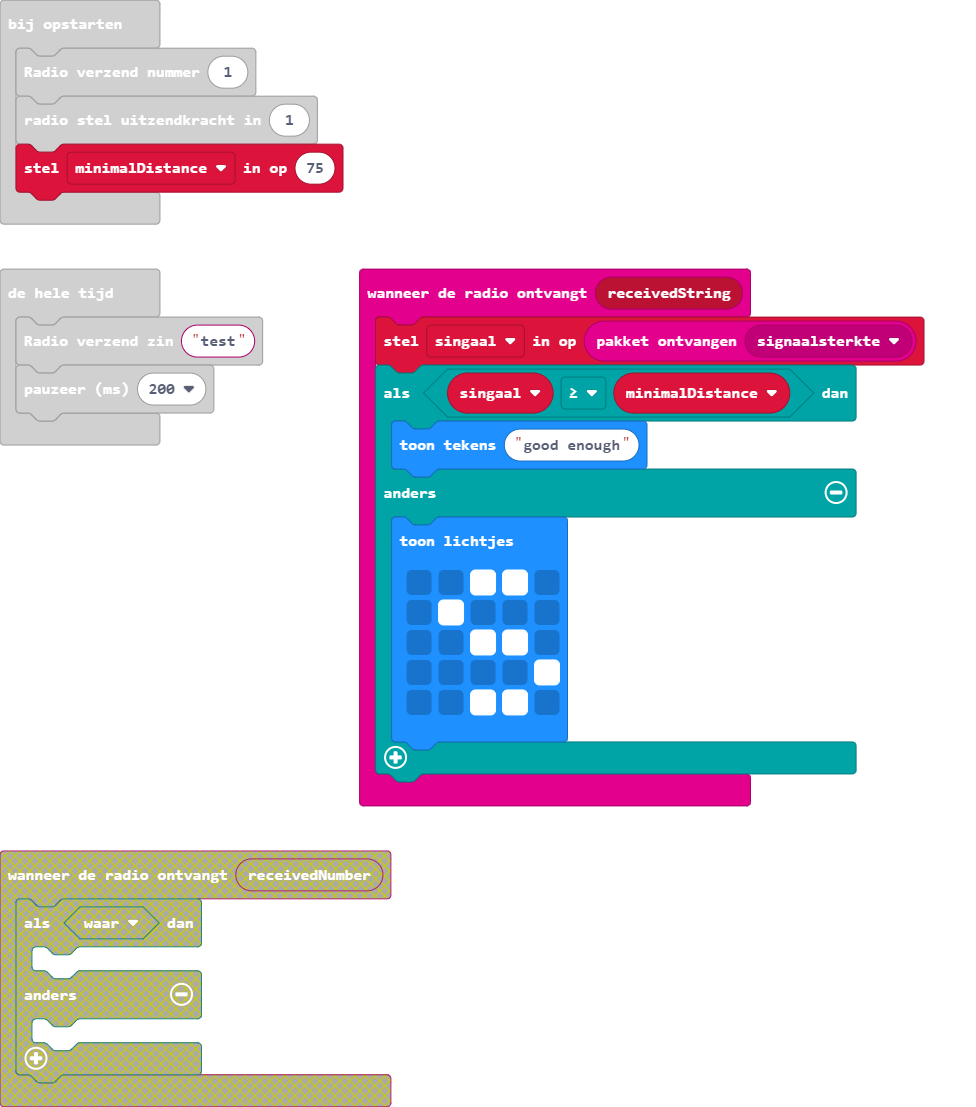 bij opstarten
Radio verzend nummer 1
radio stel uitzendkracht in 1
stel minimalDistance in op 75
de hele tijd
Radio verzend zin "test"
pauzeer (ms) 200
wanneer de radio ontvangt receivedString
stel singaal in op pakket ontvangen signaalsterkte
als singaal ≥ minimalDistance dan
toon tekens "good enough"
anders
toon lichtjes
wanneer de radio ontvangt receivedNumber
als waar dan
anders